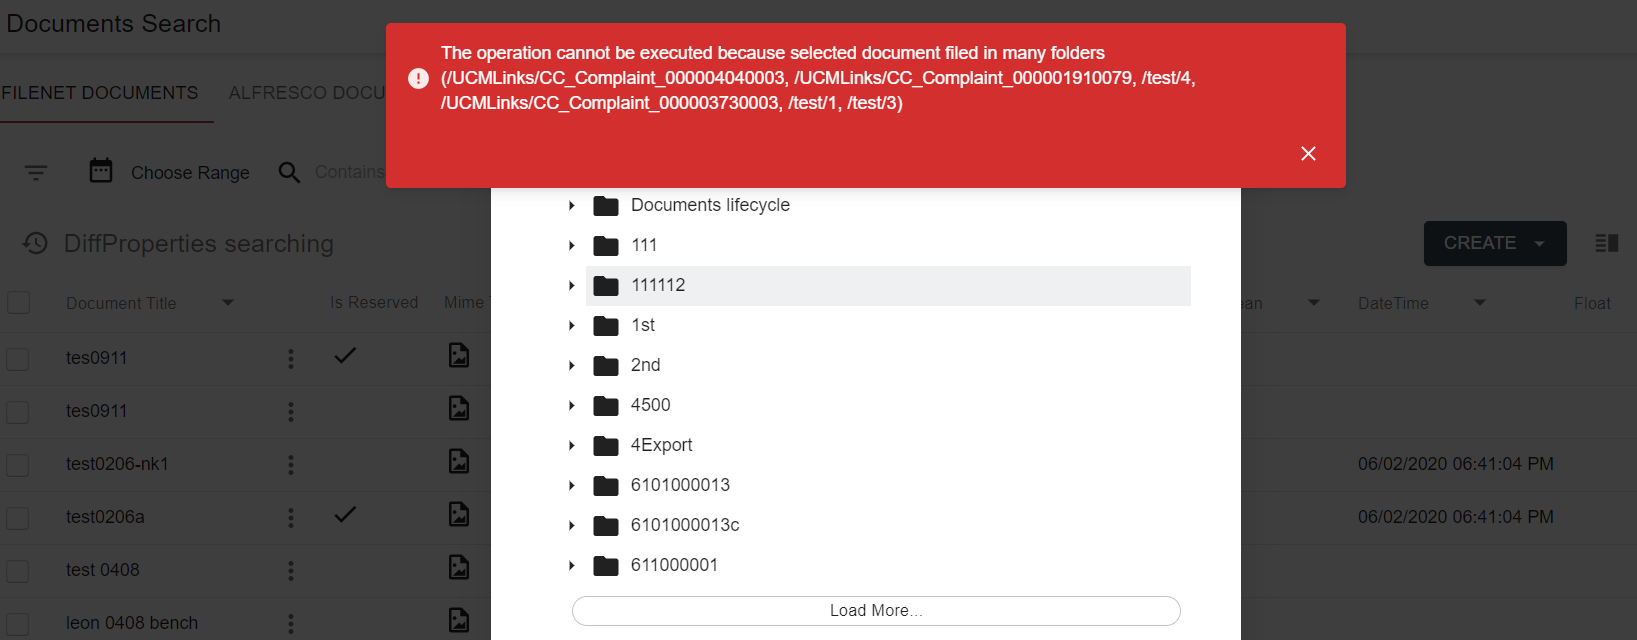 Documents Search
The operation cannot be executed because selected document filed in many folders
(/UCMLinks/CC_Complaint_000004040003, /UCMLinks/CC_Complaint_000001910079, /test/4,
/UCMLinks/CC_Complaint_000003730003, /test/1, /test/3)
FILENET DOCUMENTS ALFRESCO DOCU
Choose Range Contains
Documents lifecycle
111
DiffProperties searching
CREATE
111112
Document Title Is Reserved Mime ean DateTime Float
1st
tes0911
2nd
4500
tes0911
4Export
test0206-nk1 06/02/2020 06:41:04 PM
6101000013
test0206a 06/02/2020 06:41:04 PM
6101000013c
611000001
test 0408
Load More...
leon 0408 bench